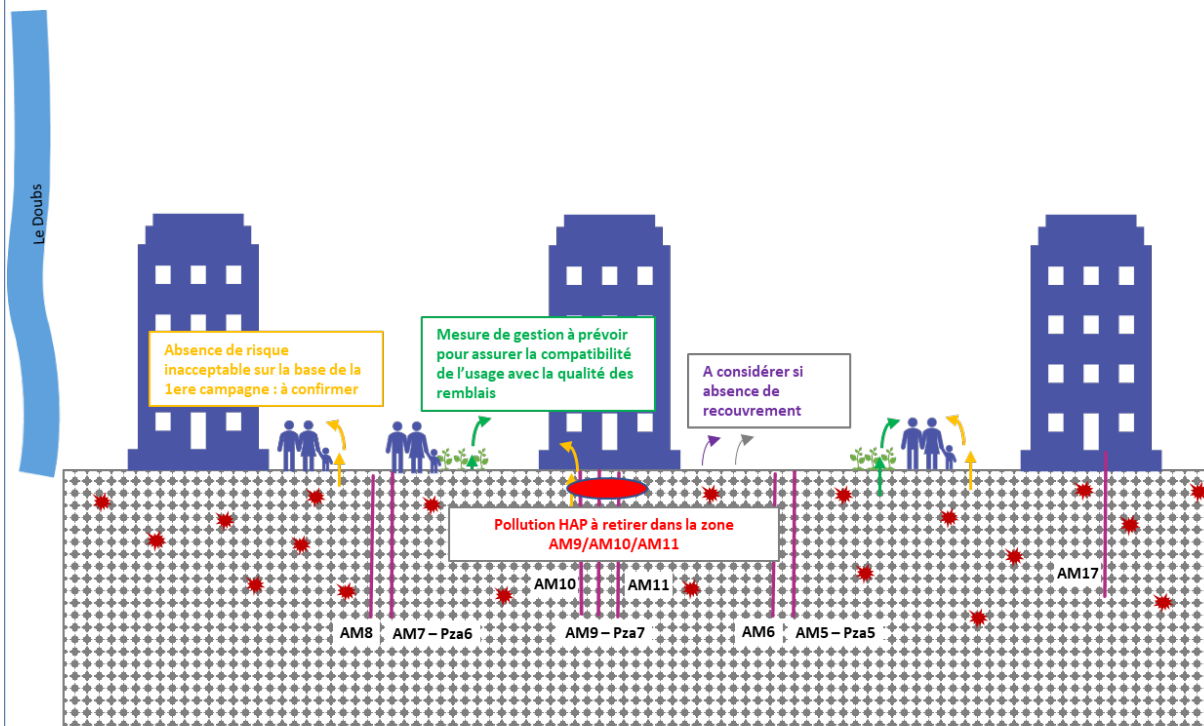 Le Doubs
Absence de risque
inacceptable sur la base de la
1ere campagne : à confirmer
Mesure de gestion à prévoir
pour assurer la compatibilité
de l'usage avec la qualité des
remblais
A considérer si
absence de
recouvrement
Pollution HAP à retirer dans la zone
AM9/AM10/AM11
AM10
AM11
AM17
AM8
AM7 – Pza6
AM9 – Pza7
AM6
AM5 – Pza5